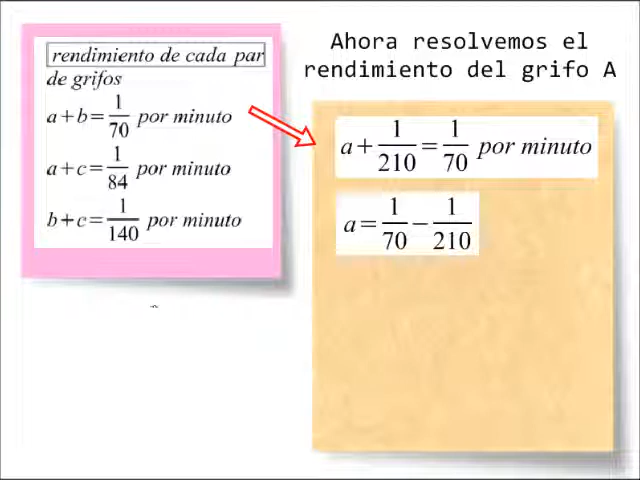 rendimiento de cada par
de grifos
a+b=1/70 por minuto
a+c=1/84 por minuto
b+c=1/140 por minuto
Ahora resolvemos el
rendimiento del grifo A
a+1/210=1/70 por minuto
a=1/70−1/210